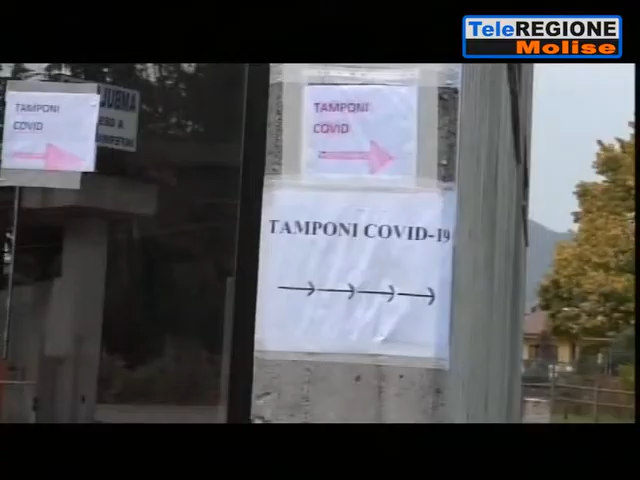 TeleREGIONE
Molise
TAMPONI
COVID
TAMPONI
COVID
TAMPONI COVID-19